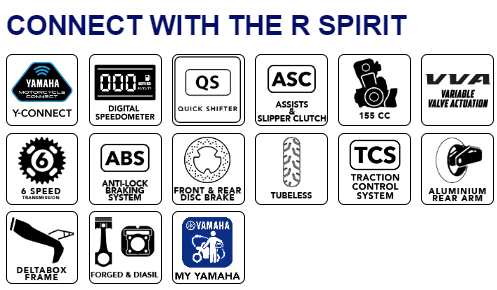 CONNECT WITH THE R SPIRIT
YAMAHA
MOTORCYCLE
CONNECT
Y-CONNECT
000
km/h
DIGITAL
SPEEDOMETER
QS
QUICK SHIFTER
ASC
ASSISTS
&
SLIPPER CLUTCH
155 CC
VVA
VARIABLE
VALVE ACTUATION
6
6 SPEED
TRANSMISSION
ABS
ANTI-LOCK
BRAKING
SYSTEM
FRONT & REAR
DISC BRAKE
TUBELESS
TCS
TRACTION
CONTROL
SYSTEM
ALUMINIUM
REAR ARM
DELTABOX
FRAME
FORGED & DIASIL
YAMAHA
MY YAMAHA